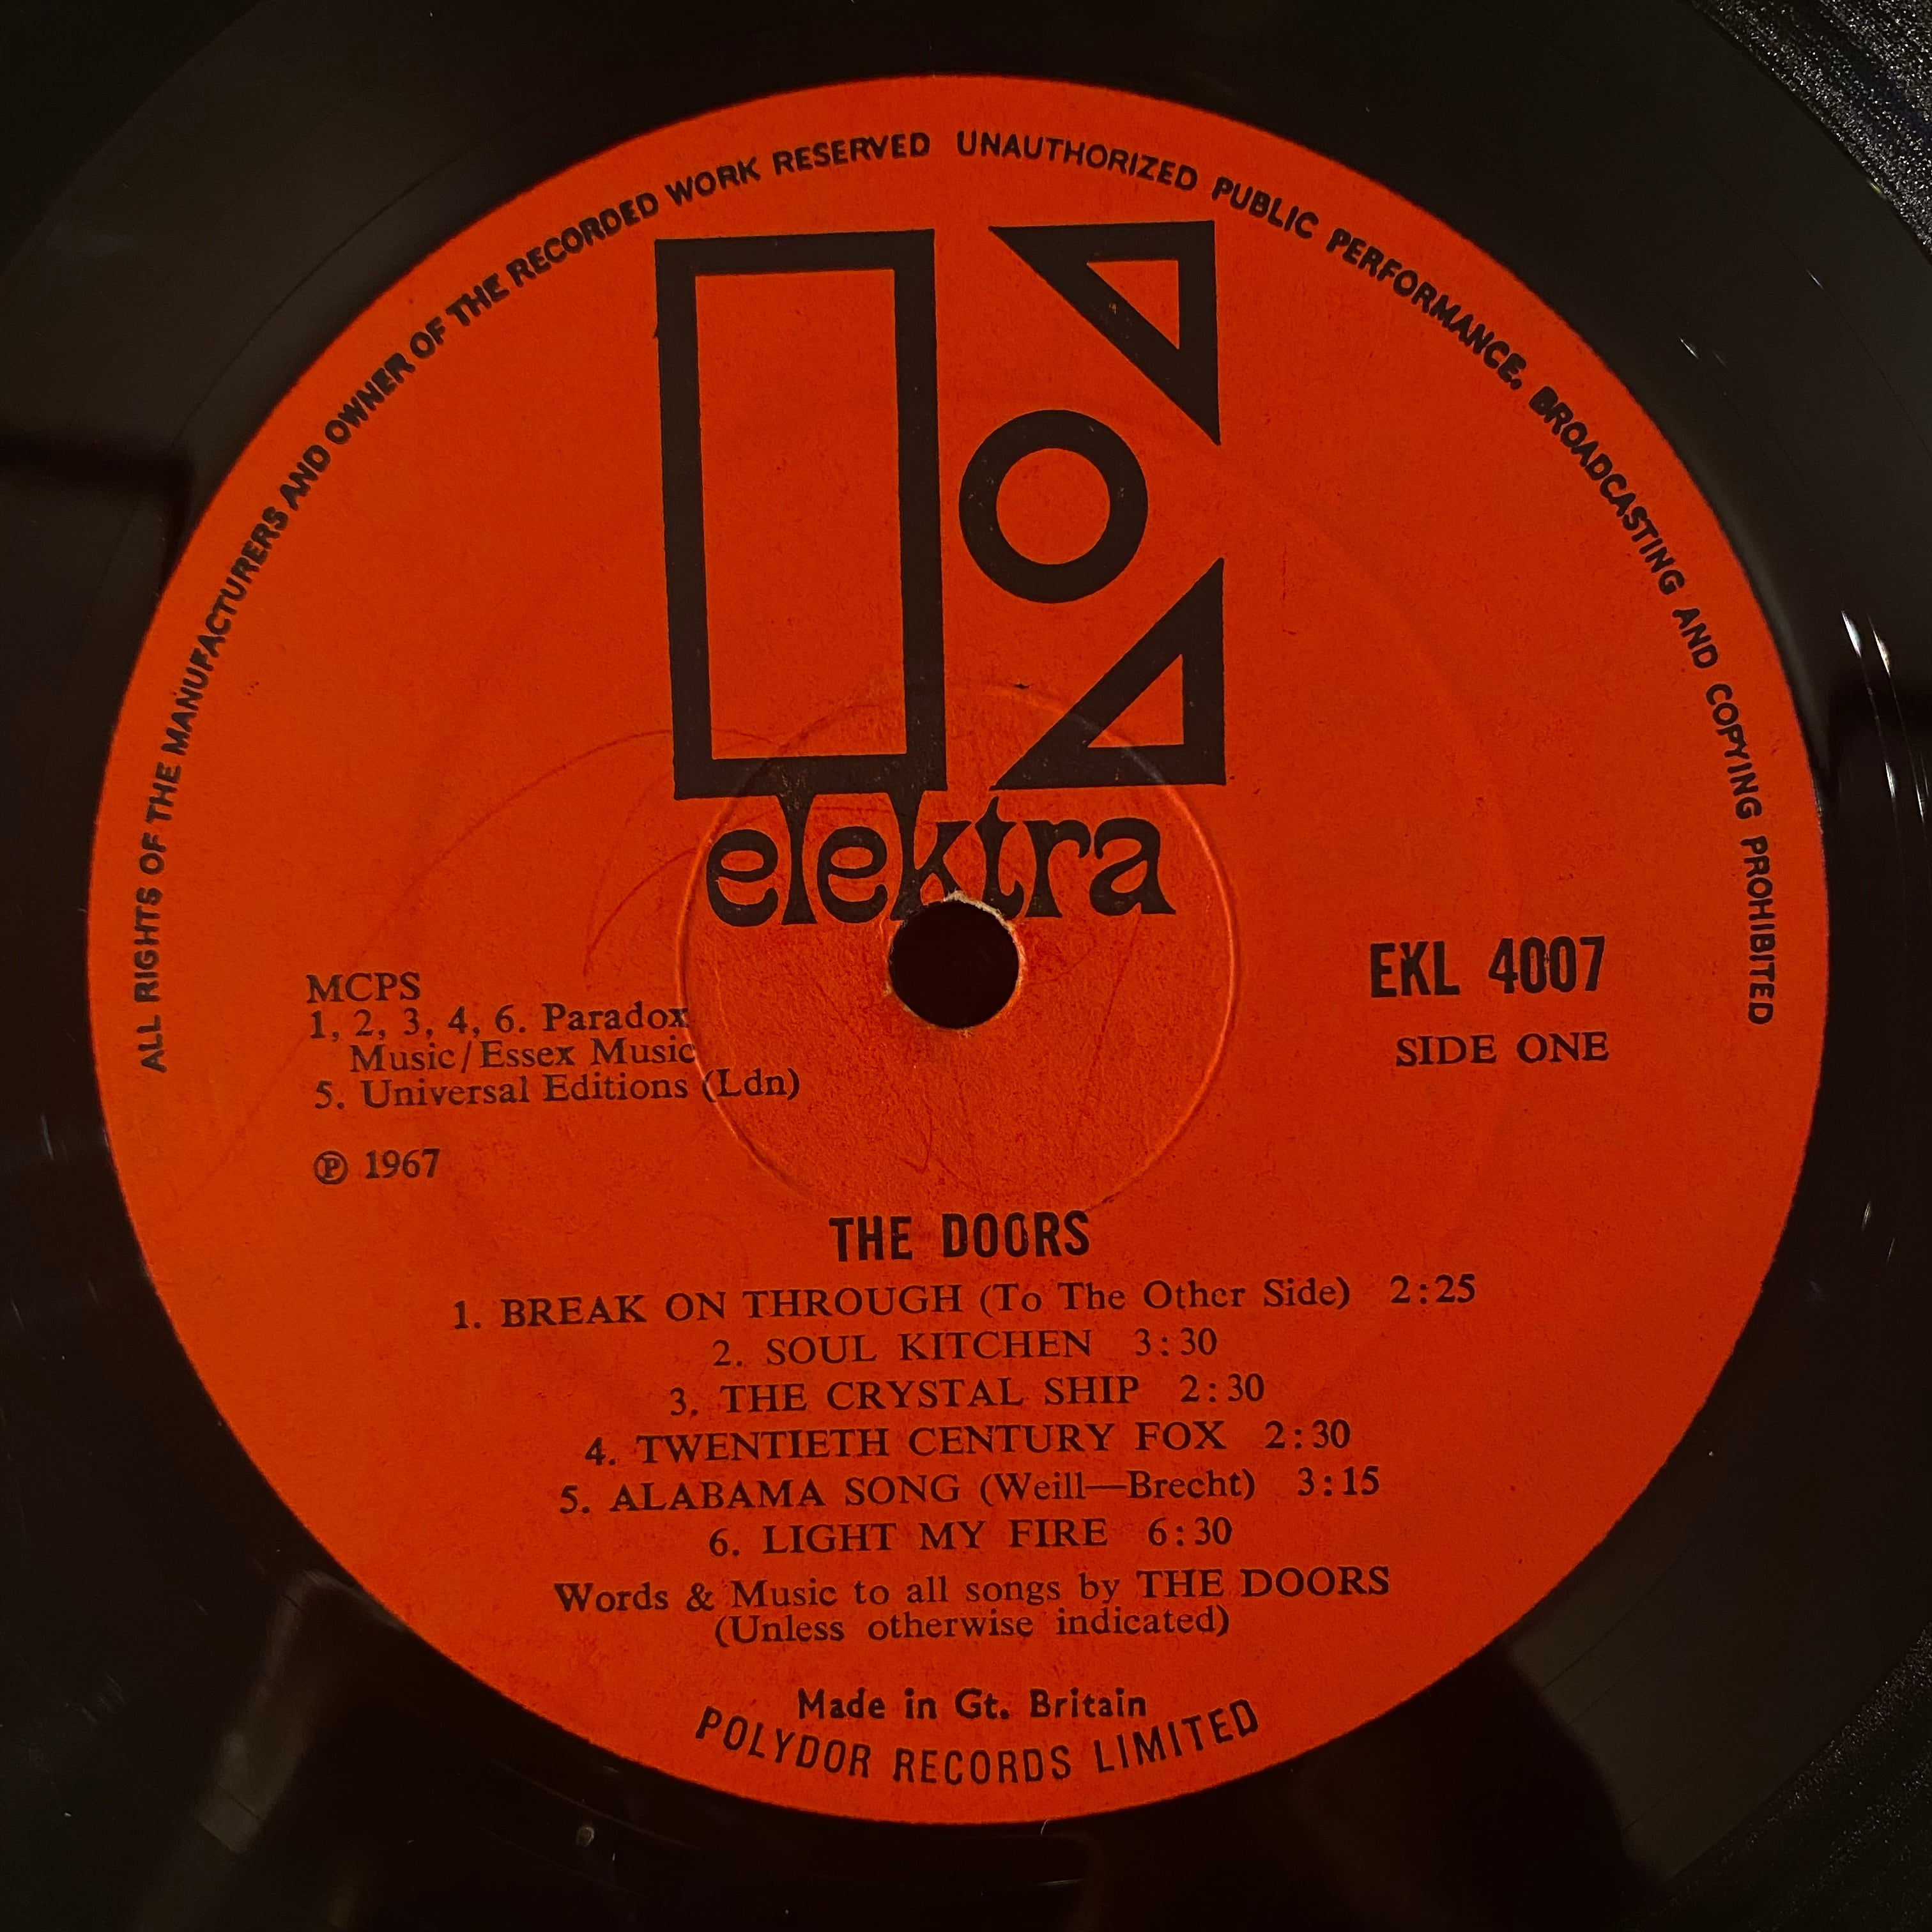 ALL RIGHTS OF THE MANUFACTURERS AND OWNER OF THE RECORDED WORK RESERVED UNAUTHORIZED PUBLIC PERFORMANCE. BROADCASTING AND COPYING PROHIBITED
elektra
MCPS
1, 2, 3, 4, 6. Paradox
Music/Essex Music
5. Universal Editions (Ldn)
℗ 1967
EKL 4007
SIDE ONE
THE DOORS
1. BREAK ON THROUGH (To The Other Side) 2:25
2. SOUL KITCHEN 3:30
3. THE CRYSTAL SHIP 2:30
4. TWENTIETH CENTURY FOX 2:30
5. ALABAMA SONG (Weill—Brecht) 3:15
6. LIGHT MY FIRE 6:30
Words & Music to all songs by THE DOORS
(Unless otherwise indicated)
Made in Gt. Britain
POLYDOR RECORDS LIMITED